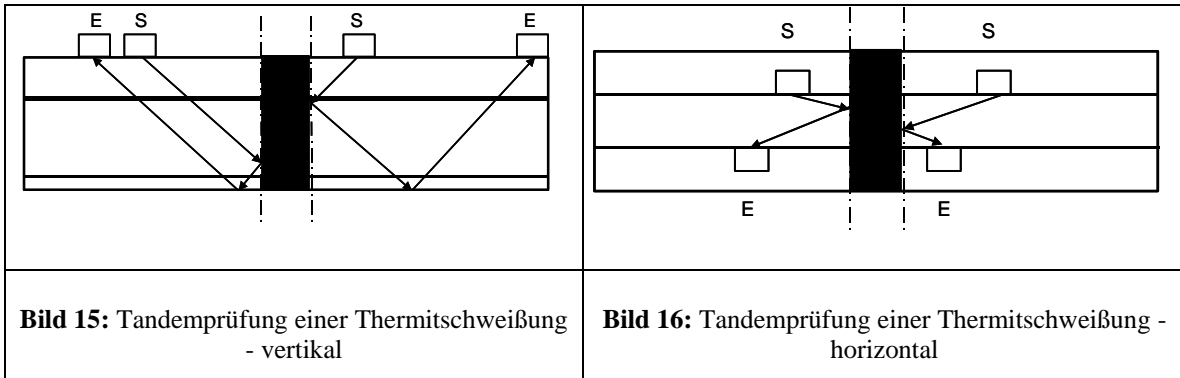 E S S E
S S
E E
Bild 15: Tandemprüfung einer Thermitschweißung
- vertikal
Bild 16: Tandemprüfung einer Thermitschweißung -
horizontal